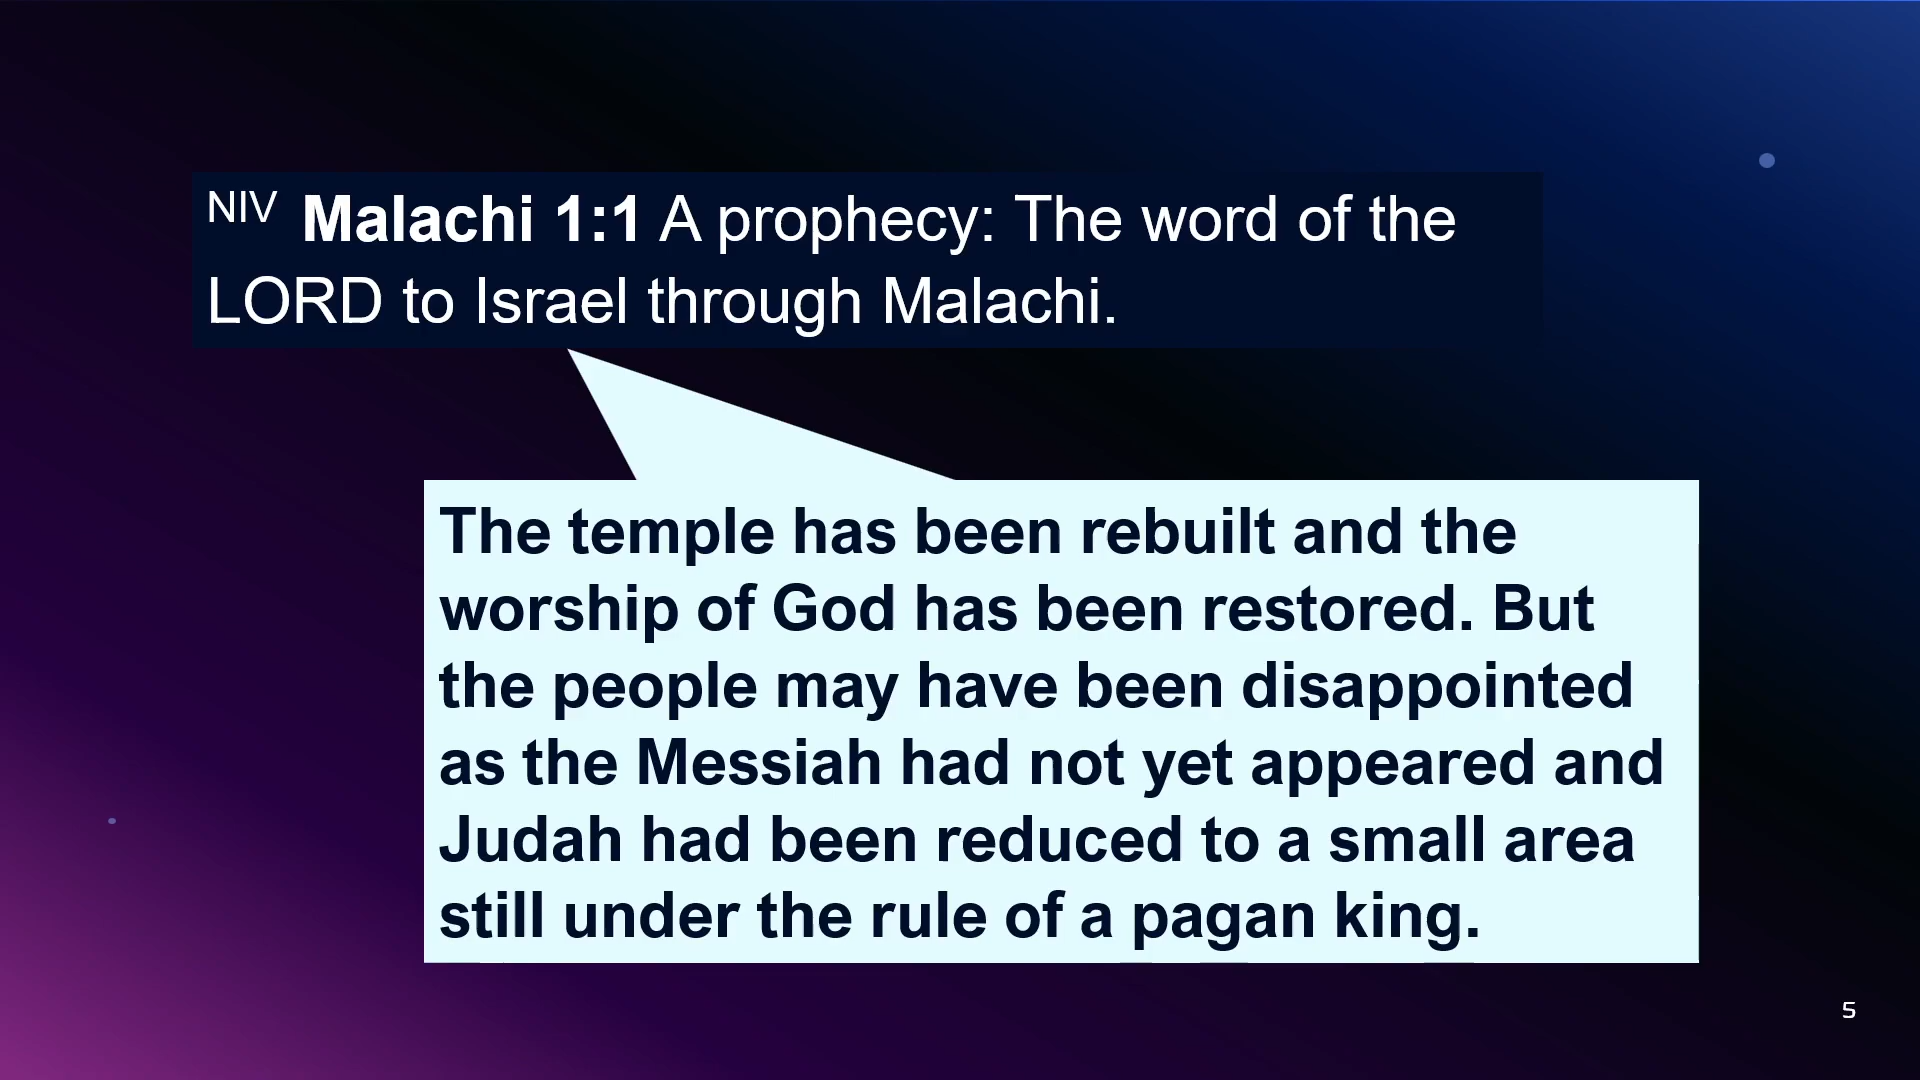 NIV Malachi 1:1 A prophecy: The word of the
LORD to Israel through Malachi.
The temple has been rebuilt and the
worship of God has been restored. But
the people may have been disappointed
as the Messiah had not yet appeared and
Judah had been reduced to a small area
still under the rule of a pagan king.
5